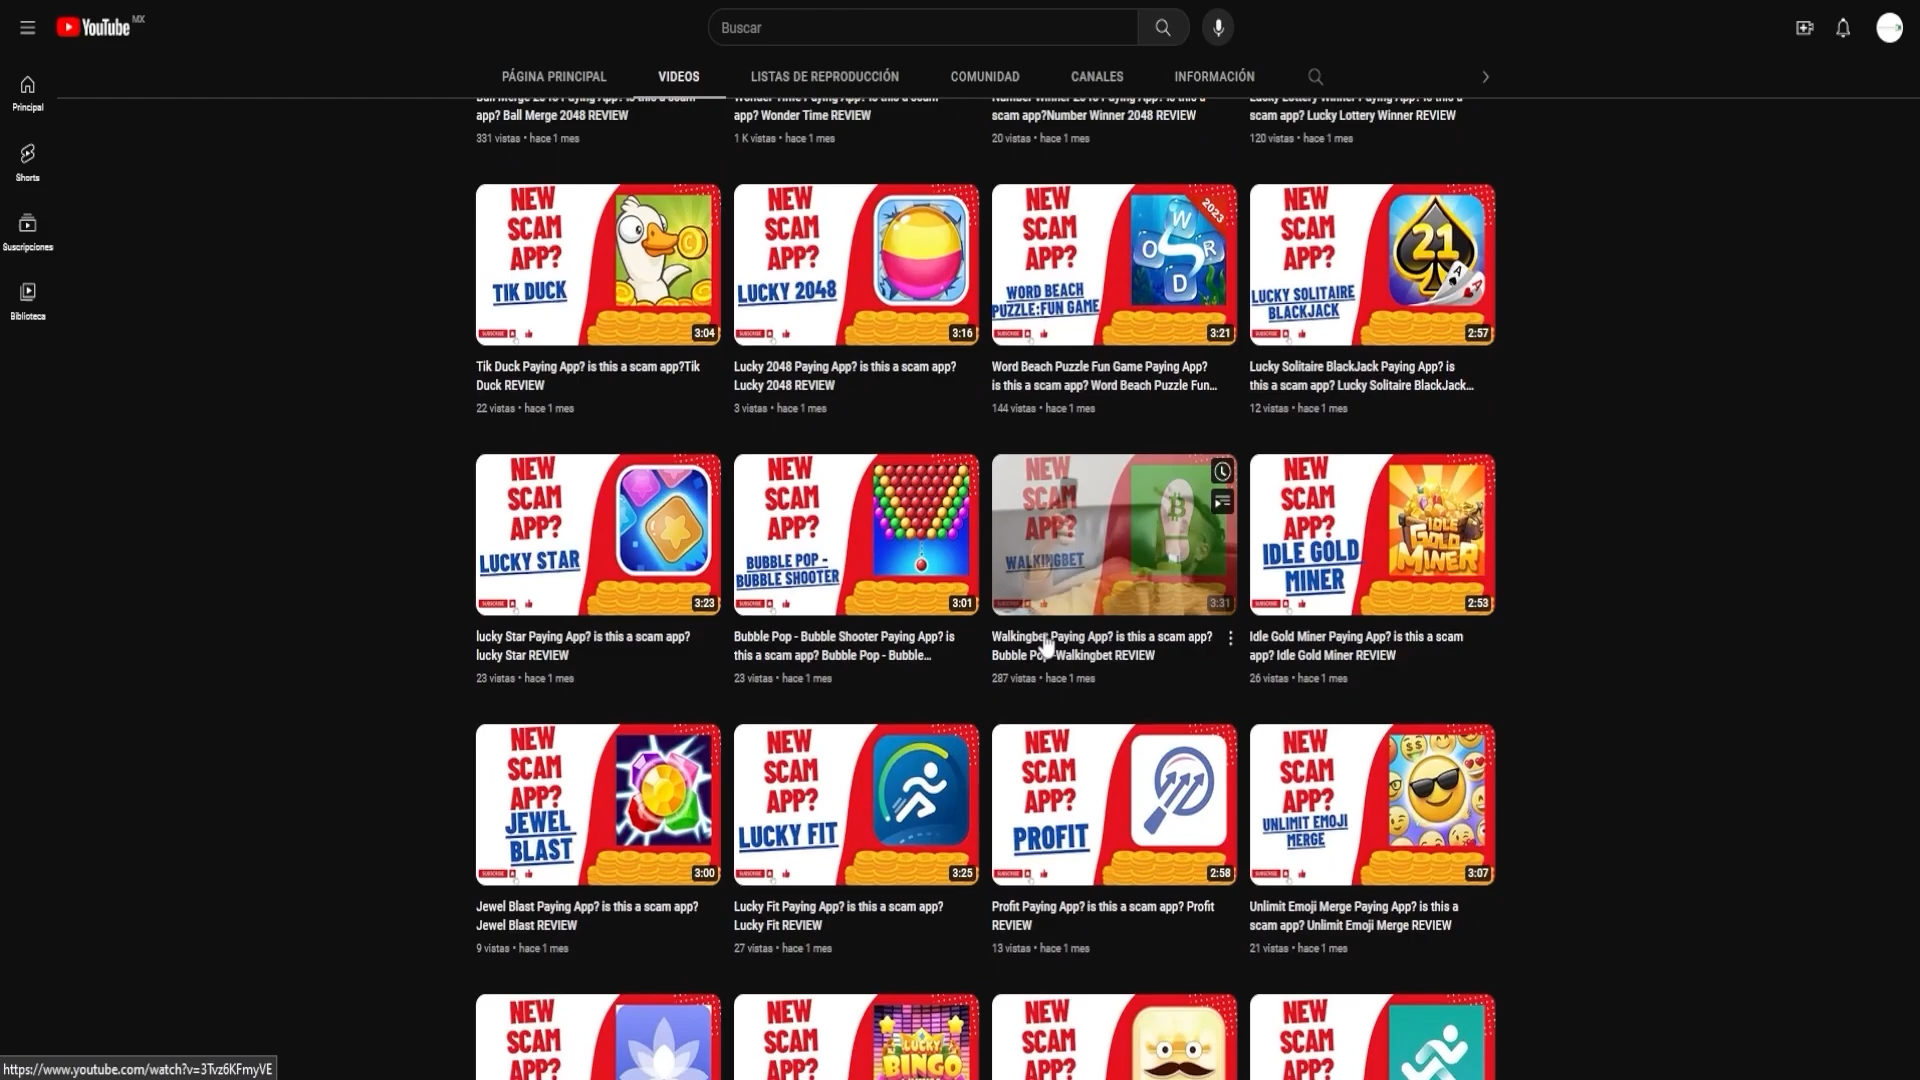 YouTube MX
Buscar
PÁGINA PRINCIPAL VIDEOS LISTAS DE REPRODUCCIÓN COMUNIDAD CANALES INFORMACIÓN
Principal
Shorts
Suscripciones
Biblioteca
app? Ball Merge 2048 REVIEW
331 vistas • hace 1 mes
app? Wonder Time REVIEW
1 K vistas • hace 1 mes
scam app?Number Winner 2048 REVIEW
20 vistas • hace 1 mes
scam app? Lucky Lottery Winner REVIEW
120 vistas • hace 1 mes
NEW
SCAM
APP?
TIK DUCK
SUBSCRIBE
3:04
Tik Duck Paying App? is this a scam app?Tik
Duck REVIEW
22 vistas • hace 1 mes
NEW
SCAM
APP?
LUCKY 2048
SUBSCRIBE
3:16
Lucky 2048 Paying App? is this a scam app?
Lucky 2048 REVIEW
3 vistas • hace 1 mes
NEW
SCAM
APP?
WORD BEACH
PUZZLE:FUN GAME
2023
W
O R
D
SUBSCRIBE
3:21
Word Beach Puzzle Fun Game Paying App?
is this a scam app? Word Beach Puzzle Fun...
144 vistas • hace 1 mes
NEW
SCAM
APP?
LUCKY SOLITAIRE
BLACKJACK
21
A
A
SUBSCRIBE
2:57
Lucky Solitaire BlackJack Paying App? is
this a scam app? Lucky Solitaire BlackJack...
12 vistas • hace 1 mes
NEW
SCAM
APP?
LUCKY STAR
SUBSCRIBE
3:23
lucky Star Paying App? is this a scam app?
lucky Star REVIEW
23 vistas • hace 1 mes
NEW
SCAM
APP?
BUBBLE POP -
BUBBLE SHOOTER
SUBSCRIBE
3:01
Bubble Pop - Bubble Shooter Paying App? is
this a scam app? Bubble Pop - Bubble...
23 vistas • hace 1 mes
NEW
SCAM
APP?
WALKINGBET
3:31
Walkingbet Paying App? is this a scam app?
Bubble Pop Walkingbet REVIEW
287 vistas • hace 1 mes
NEW
SCAM
APP?
IDLE GOLD
MINER
IDLE
GOLD
MINER
SUBSCRIBE
2:53
Idle Gold Miner Paying App? is this a scam
app? Idle Gold Miner REVIEW
26 vistas • hace 1 mes
NEW
SCAM
APP?
JEWEL
BLAST
SUBSCRIBE
3:00
Jewel Blast Paying App? is this a scam app?
Jewel Blast REVIEW
9 vistas • hace 1 mes
NEW
SCAM
APP?
LUCKY FIT
SUBSCRIBE
3:25
Lucky Fit Paying App? is this a scam app?
Lucky Fit REVIEW
27 vistas • hace 1 mes
NEW
SCAM
APP?
PROFIT
SUBSCRIBE
2:58
Profit Paying App? is this a scam app? Profit
REVIEW
13 vistas • hace 1 mes
NEW
SCAM
APP?
UNLIMIT EMOJI
MERGE
SUBSCRIBE
3:07
Unlimit Emoji Merge Paying App? is this a
scam app? Unlimit Emoji Merge REVIEW
21 vistas • hace 1 mes
NEW
SCAM
APP?
NEW
SCAM
APP?
LUCKY
BINGO
NEW
SCAM
APP?
NEW
SCAM
APP?
https://www.youtube.com/watch?v=3Tvz6KFmyVE